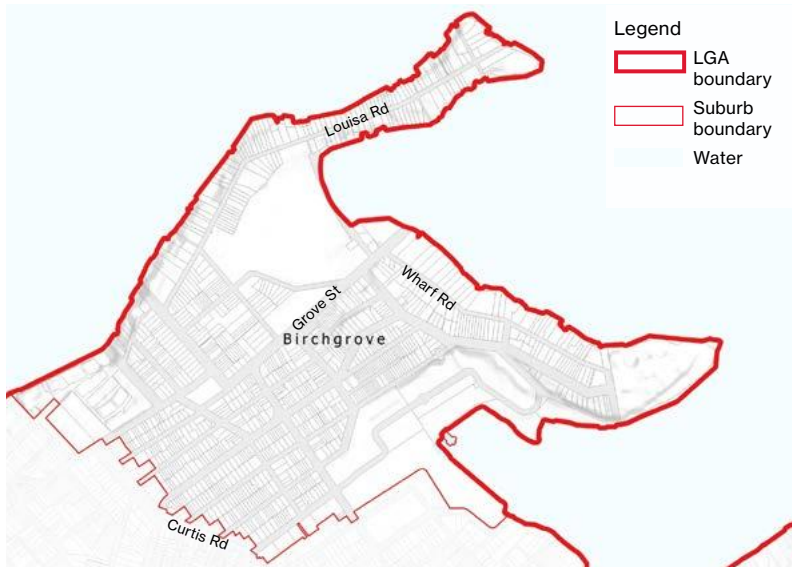 Legend
LGA
boundary
Suburb
boundary
Water
Louisa Rd
Wharf Rd
Grove St
Birchgrove
Curtis Rd